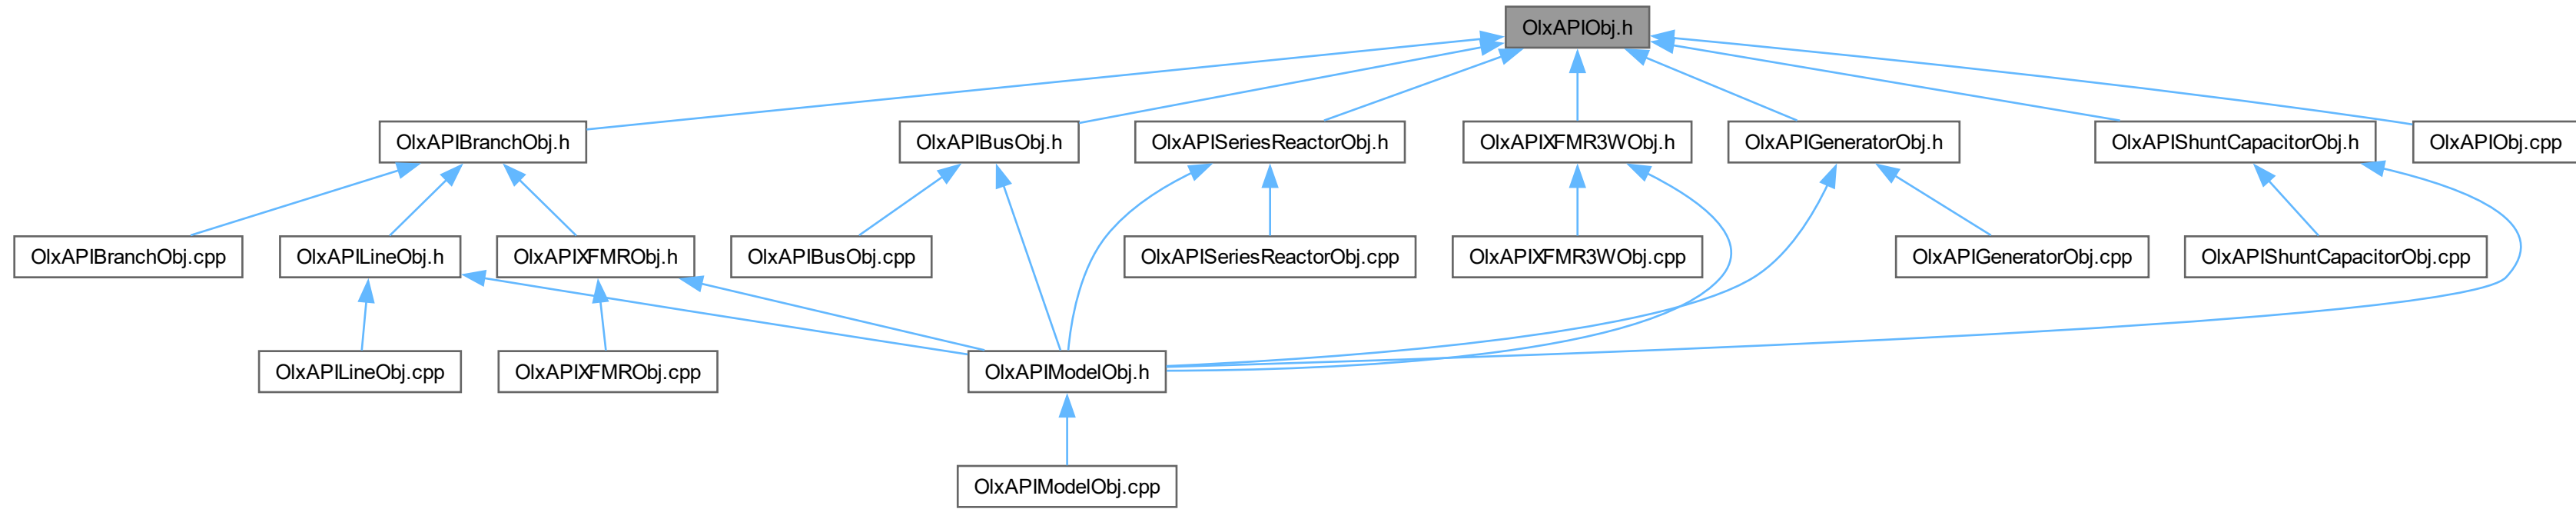 OlxAPIObj.h
OlxAPIBranchObj.h
OlxAPIBusObj.h
OlxAPISeriesReactorObj.h
OlxAPIXFMR3WObj.h
OlxAPIGeneratorObj.h
OlxAPIShuntCapacitorObj.h
OlxAPIObj.cpp
OlxAPIBranchObj.cpp
OlxAPILineObj.h
OlxAPIXFMRObj.h
OlxAPIBusObj.cpp
OlxAPISeriesReactorObj.cpp
OlxAPIXFMR3WObj.cpp
OlxAPIGeneratorObj.cpp
OlxAPIShuntCapacitorObj.cpp
OlxAPILineObj.cpp
OlxAPIXFMRObj.cpp
OlxAPIModelObj.h
OlxAPIModelObj.cpp